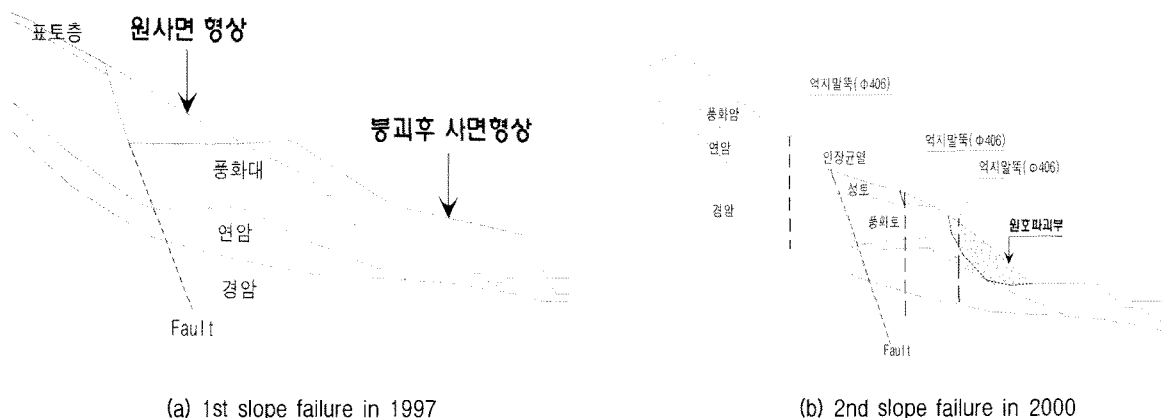 표토층
원사면 형상
붕괴후 사면형상
풍화대
연암
경암
Fault
(a) 1st slope failure in 1997
억지말뚝(Φ406)
풍화암
연암
경암
억지말뚝(Φ406)
인장균열
억지말뚝(Φ406)
성토
풍화토
원호파괴부
Fault
(b) 2nd slope failure in 2000